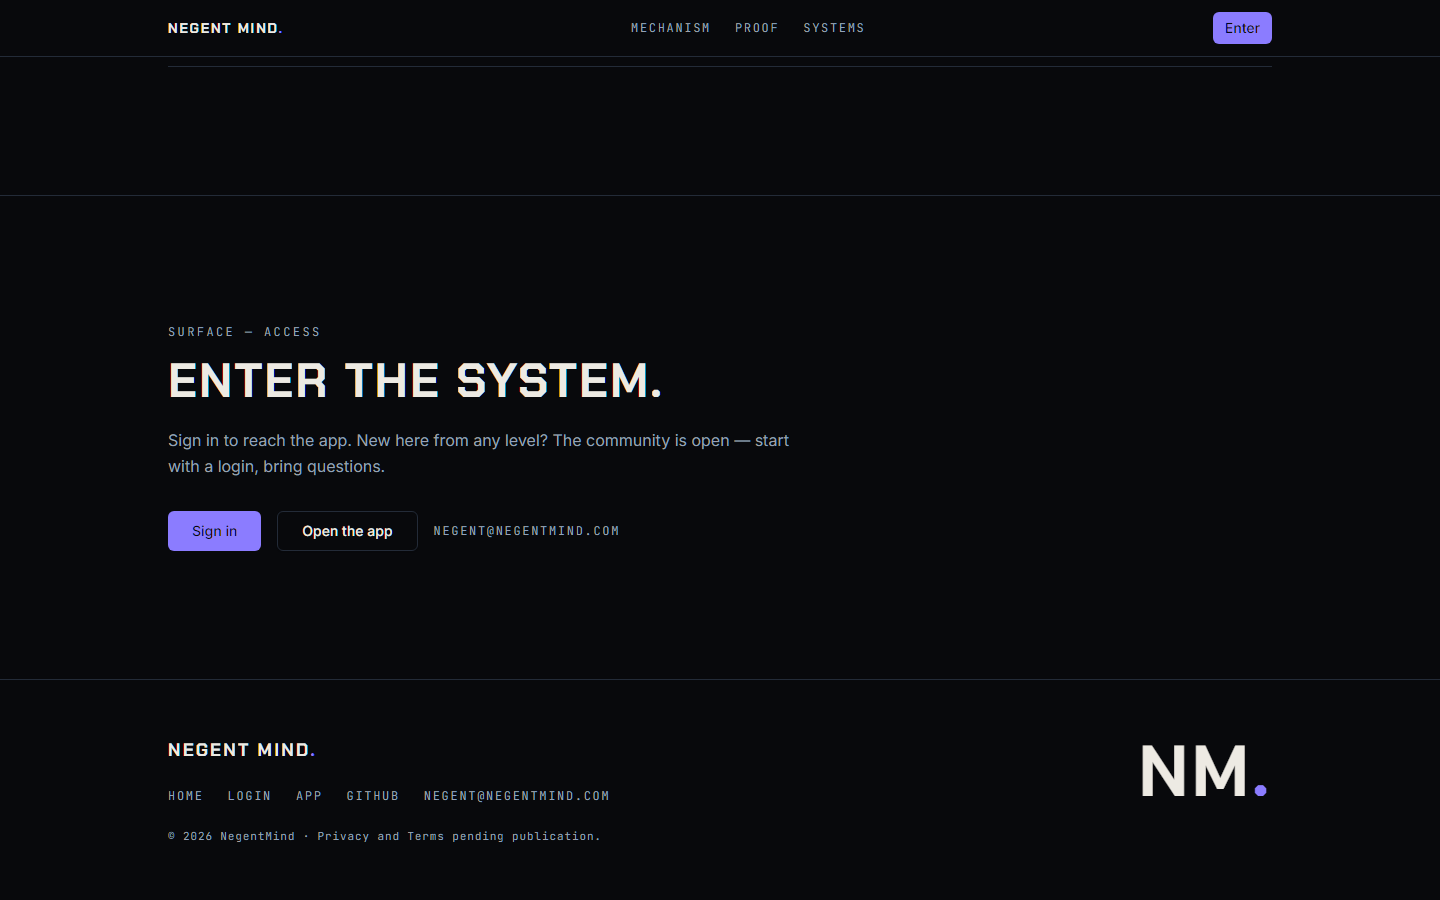 NEGENT MIND.
MECHANISM PROOF SYSTEMS
Enter
SURFACE — ACCESS
ENTER THE SYSTEM.
Sign in to reach the app. New here from any level? The community is open — start
with a login, bring questions.
Sign in
Open the app
NEGENT@NEGENTMIND.COM
NEGENT MIND.
NM.
HOME LOGIN APP GITHUB NEGENT@NEGENTMIND.COM
© 2026 NegentMind · Privacy and Terms pending publication.